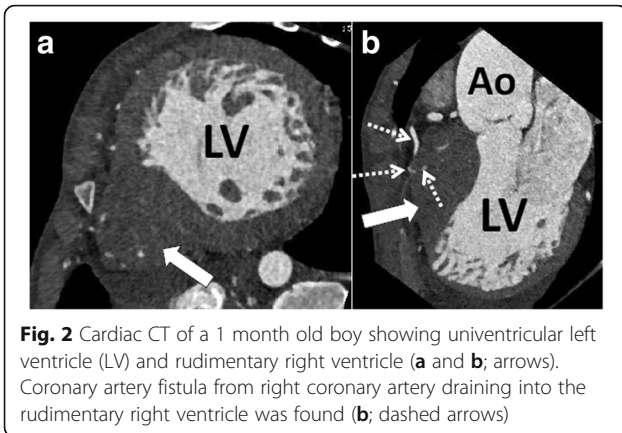 a
b
Ao
LV
LV
Fig. 2 Cardiac CT of a 1 month old boy showing univentricular left
ventricle (LV) and rudimentary right ventricle (a and b; arrows).
Coronary artery fistula from right coronary artery draining into the
rudimentary right ventricle was found (b; dashed arrows)